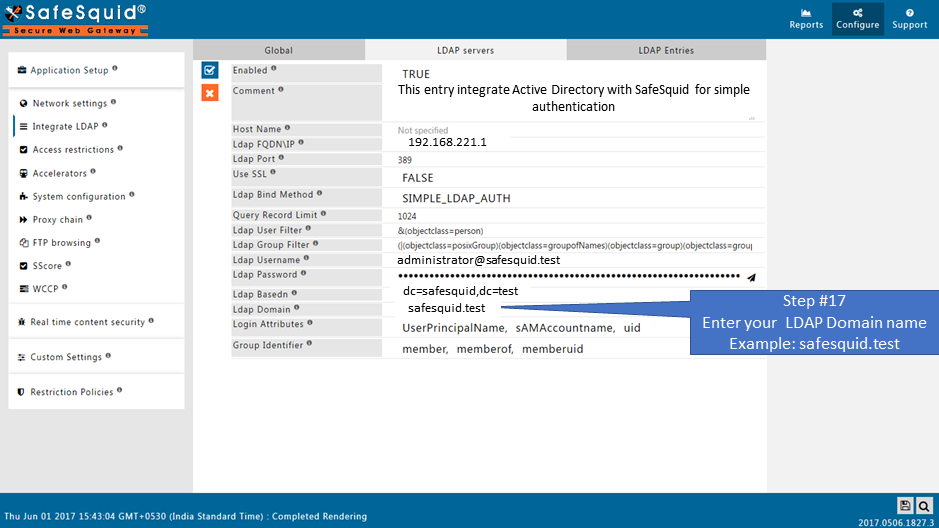 SafeSquid®
Secure Web Gateway
Reports
Configure
Support
Application Setup
Network settings
Integrate LDAP
Access restrictions
Accelerators
System configuration
Proxy chain
FTP browsing
SScore
WCCP
Real time content security
Custom Settings
Restriction Policies
Global
LDAP servers
LDAP Entries
Enabled TRUE
Comment This entry integrate Active Directory with SafeSquid for simple
authentication
Host Name Not specified
Ldap FQDN\IP 192.168.221.1
Ldap Port 389
Use SSL FALSE
Ldap Bind Method SIMPLE_LDAP_AUTH
Query Record Limit 1024
Ldap User Filter &(objectclass=person)
Ldap Group Filter (|(objectclass=posixGroup)(objectclass=groupofNames)(objectclass=group)(objectclass=group
Ldap Username administrator@safesquid.test
Ldap Password
Ldap Basedn dc=safesquid,dc=test
Ldap Domain safesquid.test
Login Attributes UserPrincipalName, sAMAccountname, uid
Group Identifier member, memberof, memberuid
Step #17
Enter your LDAP Domain name
Example: safesquid.test
Thu Jun 01 2017 15:43:04 GMT+0530 (India Standard Time) : Completed Rendering
2017.0506.1827.3